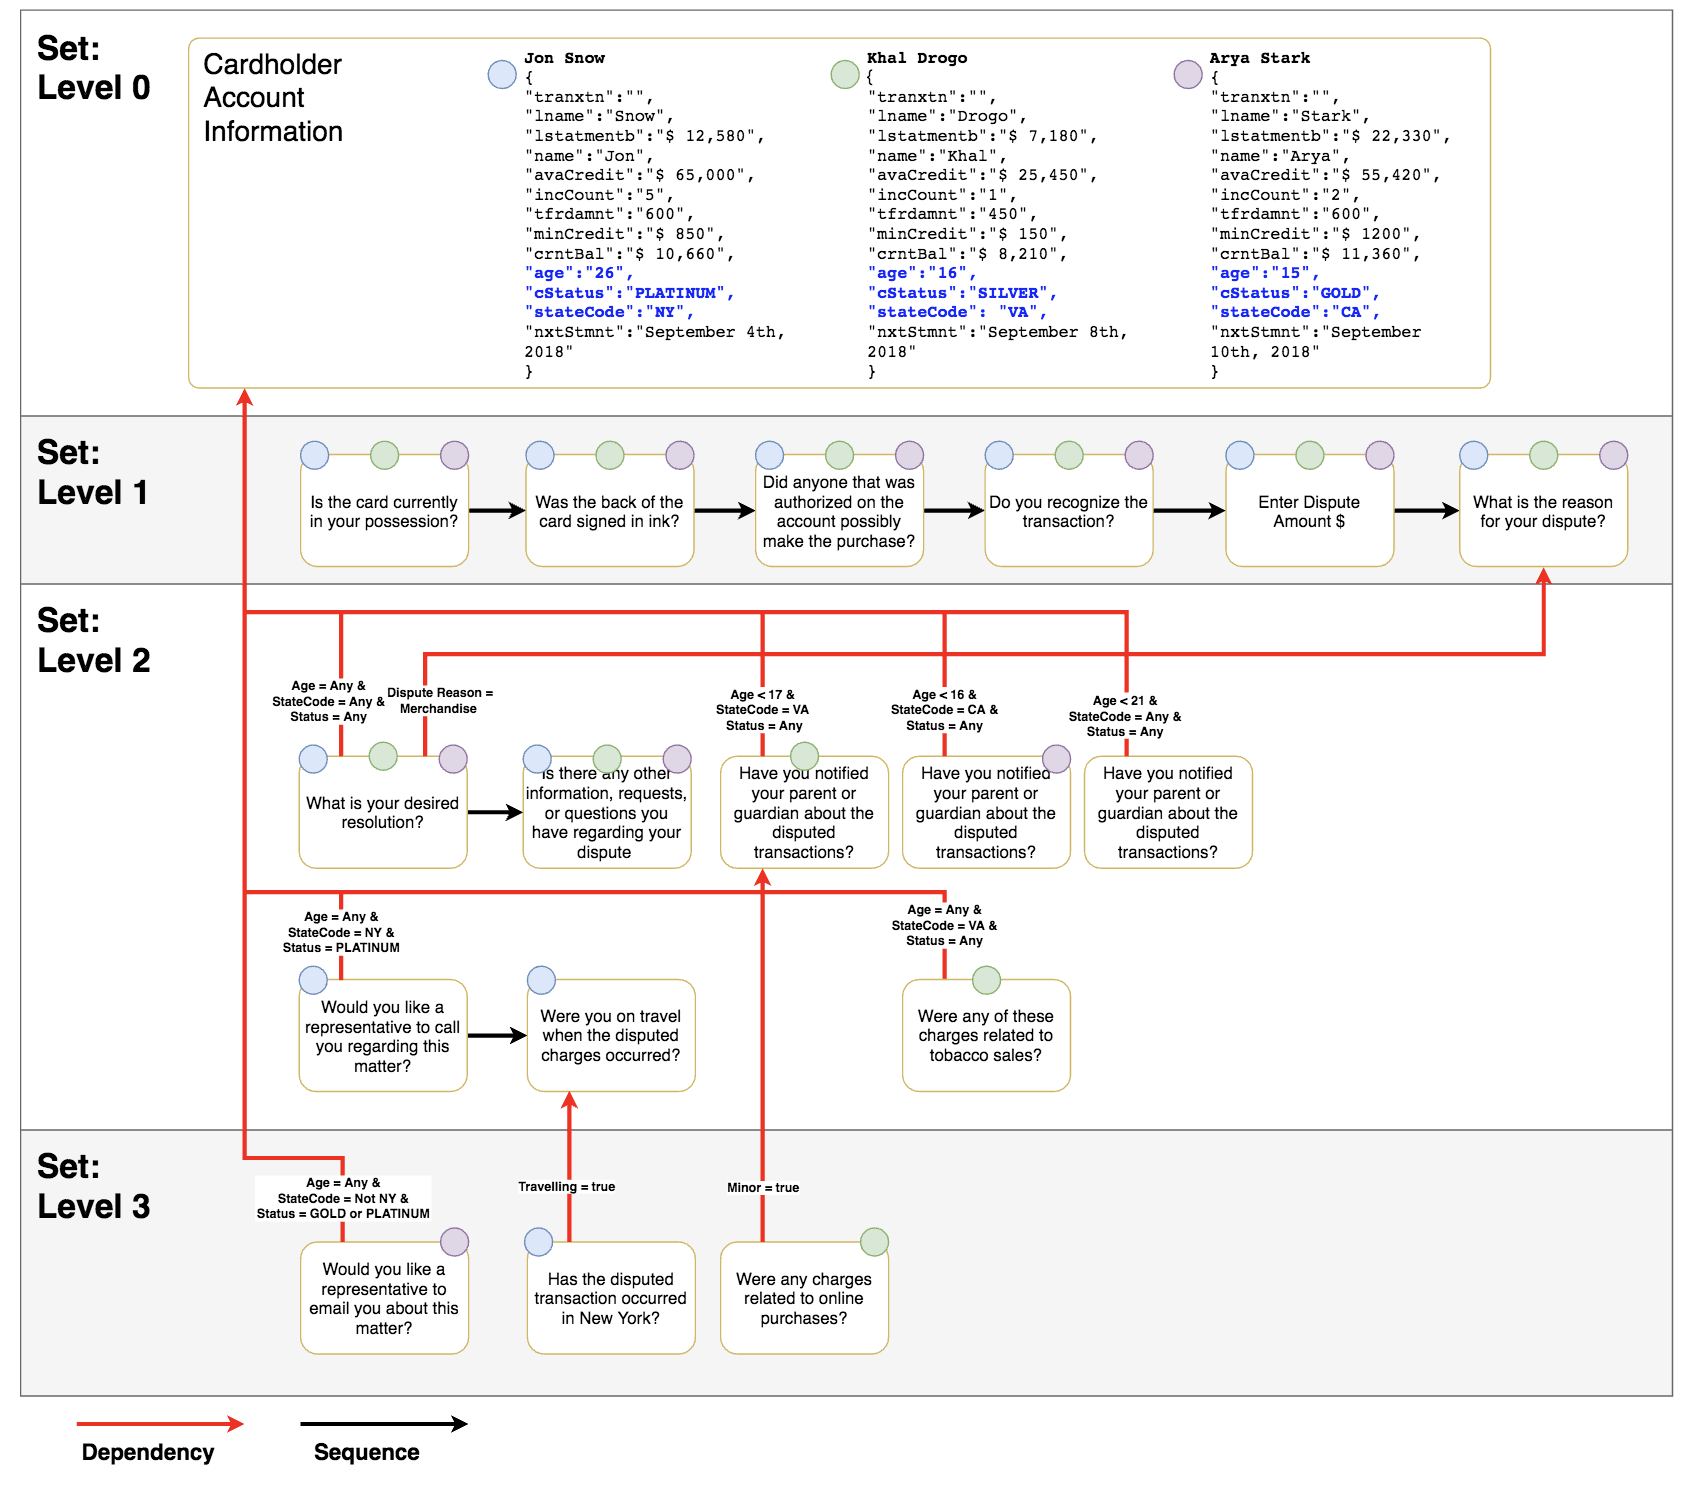 Set:
Level 0
Cardholder
Account
Information
Jon Snow
{
"tranxtn":"",
"lname":"Snow",
"lstatmentb":"$ 12,580",
"name":"Jon",
"avaCredit":"$ 65,000",
"incCount":"5",
"tfrdamnt":"600",
"minCredit":"$ 850",
"crntBal":"$ 10,660",
"age":"26",
"cStatus":"PLATINUM",
"stateCode":"NY",
"nxtStmnt":"September 4th,
2018"
}
Khal Drogo
{
"tranxtn":"",
"lname":"Drogo",
"lstatmentb":"$ 7,180",
"name":"Khal",
"avaCredit":"$ 25,450",
"incCount":"1",
"tfrdamnt":"450",
"minCredit":"$ 150",
"crntBal":"$ 8,210",
"age":"16",
"cStatus":"SILVER",
"stateCode": "VA",
"nxtStmnt":"September 8th,
2018"
}
Arya Stark
{
"tranxtn":"",
"lname":"Stark",
"lstatmentb":"$ 22,330",
"name":"Arya",
"avaCredit":"$ 55,420",
"incCount":"2",
"tfrdamnt":"600",
"minCredit":"$ 1200",
"crntBal":"$ 11,360",
"age":"15",
"cStatus":"GOLD",
"stateCode":"CA",
"nxtStmnt":"September
10th, 2018"
}
Set:
Level 1
Is the card currently
in your possession?
Was the back of the
card signed in ink?
Did anyone that was
authorized on the
account possibly
make the purchase?
Do you recognize the
transaction?
Enter Dispute
Amount $
What is the reason
for your dispute?
Set:
Level 2
Age = Any &
StateCode = Any &
Status = Any
Dispute Reason =
Merchandise
Age < 17 &
StateCode = VA
Status = Any
Age < 16 &
StateCode = CA &
Status = Any
Age < 21 &
StateCode = Any &
Status = Any
What is your desired
resolution?
Is there any other
information, requests,
or questions you
have regarding your
dispute
Have you notified
your parent or
guardian about the
disputed
transactions?
Have you notified
your parent or
guardian about the
disputed
transactions?
Have you notified
your parent or
guardian about the
disputed
transactions?
Age = Any &
StateCode = NY &
Status = PLATINUM
Age = Any &
StateCode = VA &
Status = Any
Would you like a
representative to call
you regarding this
matter?
Were you on travel
when the disputed
charges occurred?
Were any of these
charges related to
tobacco sales?
Set:
Level 3
Age = Any &
StateCode = Not NY &
Status = GOLD or PLATINUM
Travelling = true
Minor = true
Would you like a
representative to
email you about this
matter?
Has the disputed
transaction occurred
in New York?
Were any charges
related to online
purchases?
Dependency
Sequence